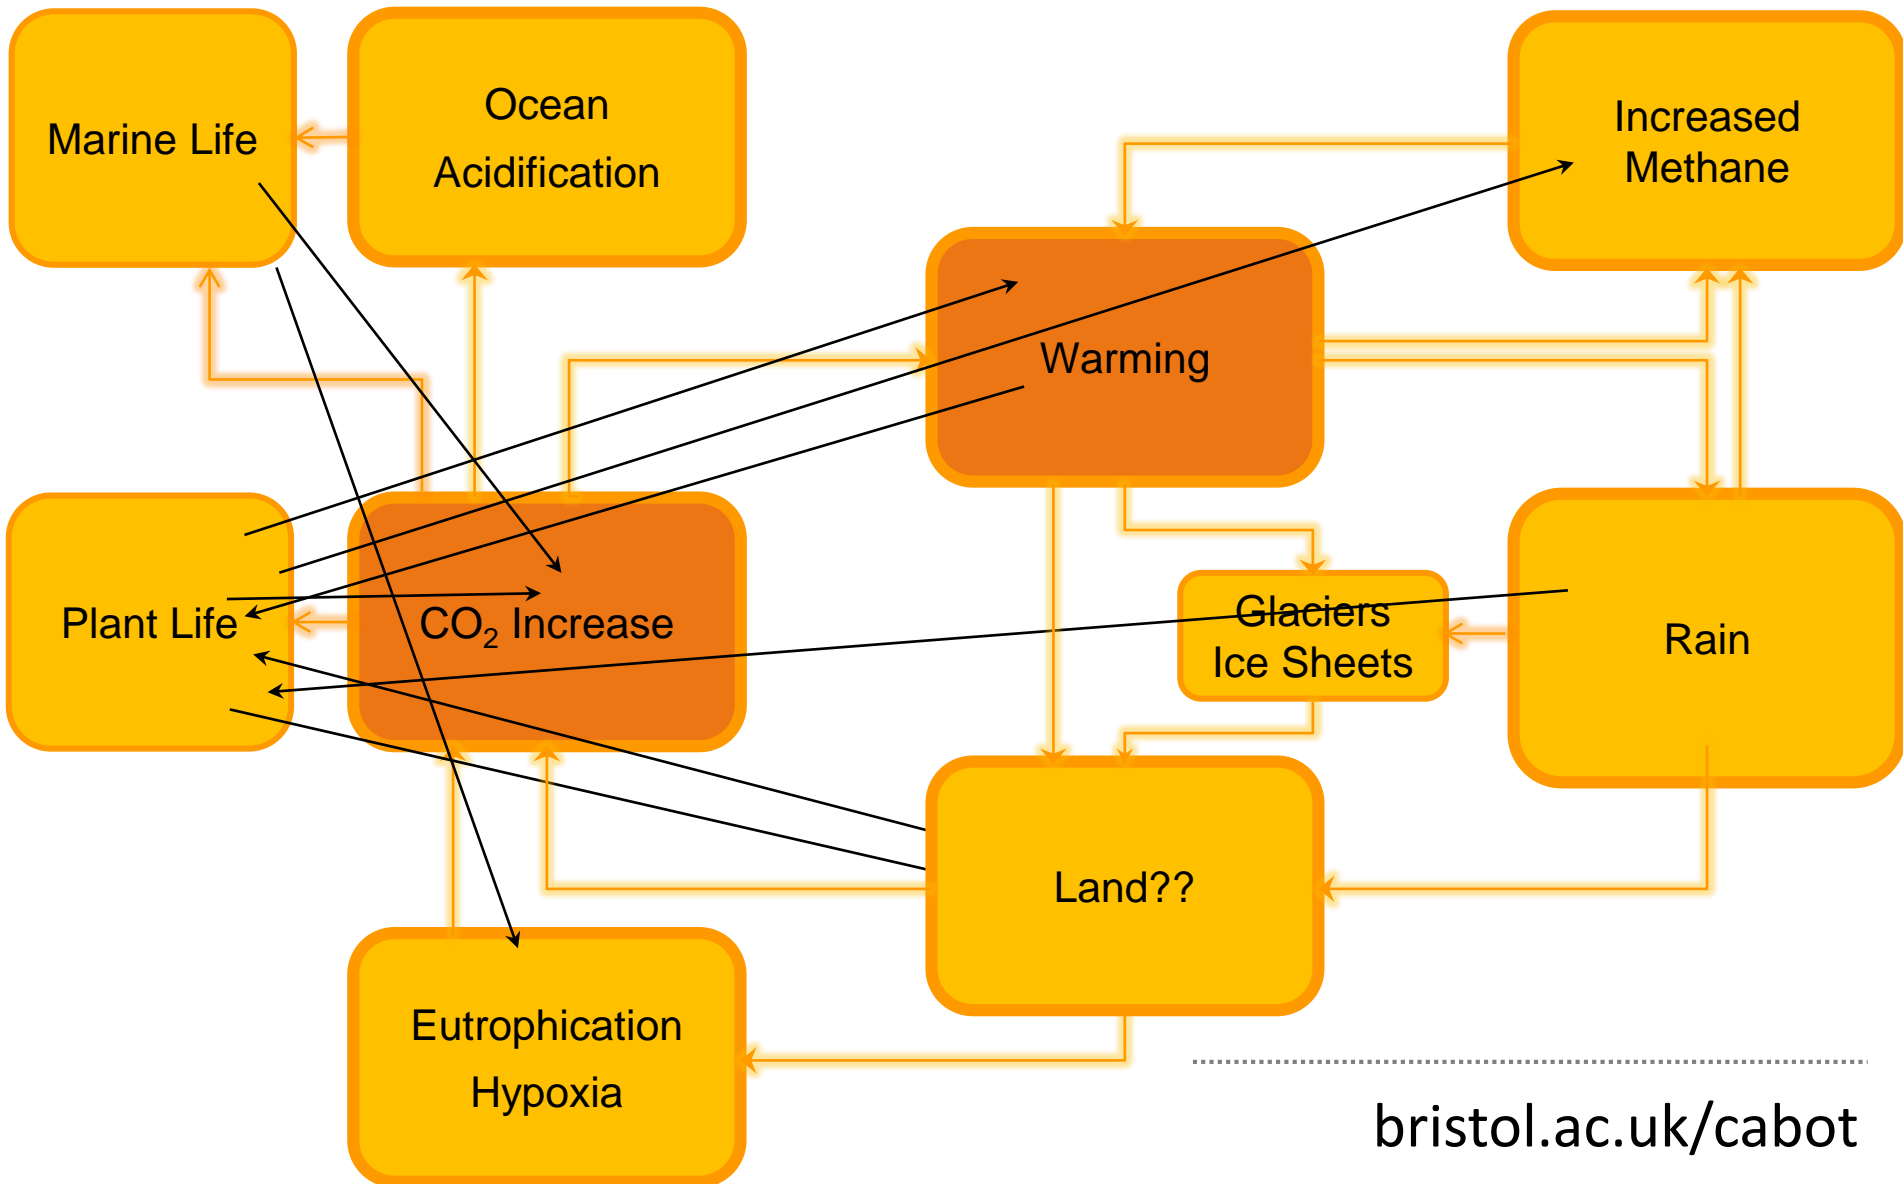 Marine Life
Ocean
Acidification
Increased
Methane
Warming
Plant Life
CO₂ Increase
Glaciers
Ice Sheets
Rain
Land??
Eutrophication
Hypoxia
bristol.ac.uk/cabot